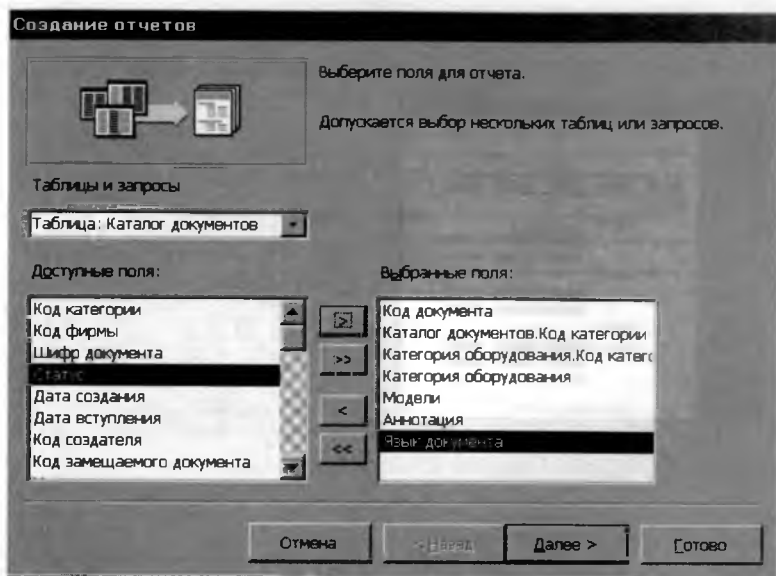 Создание отчетов
Выберите поля для отчета.
Допускается выбор нескольких таблиц или запросов.
Таблицы и запросы
Таблица: Каталог документов
Доступные поля:
Выбранные поля:
Код категории
Код фирмы
Шифр документа
Статус
Дата создания
Дата вступления
Код создателя
Код замещаемого документа
>
>>
<
<<
Код документа
Каталог документов.Код категории
Категория оборудования.Код катего
Категория оборудования
Модели
Аннотация
Язык документа
Отмена
< Назад
Далее >
Готово